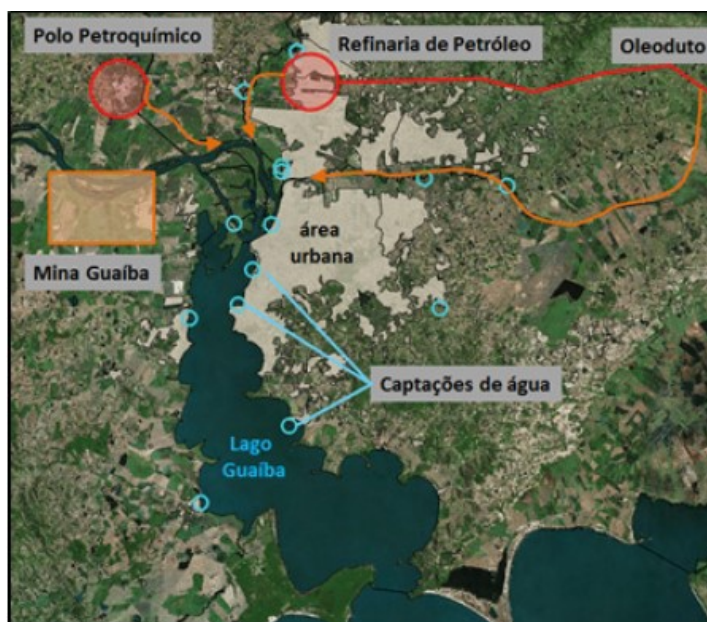 Polo Petroquímico
Refinaria de Petróleo
Oleoduto
Mina Guaíba
área
urbana
Captações de água
Lago
Guaíba